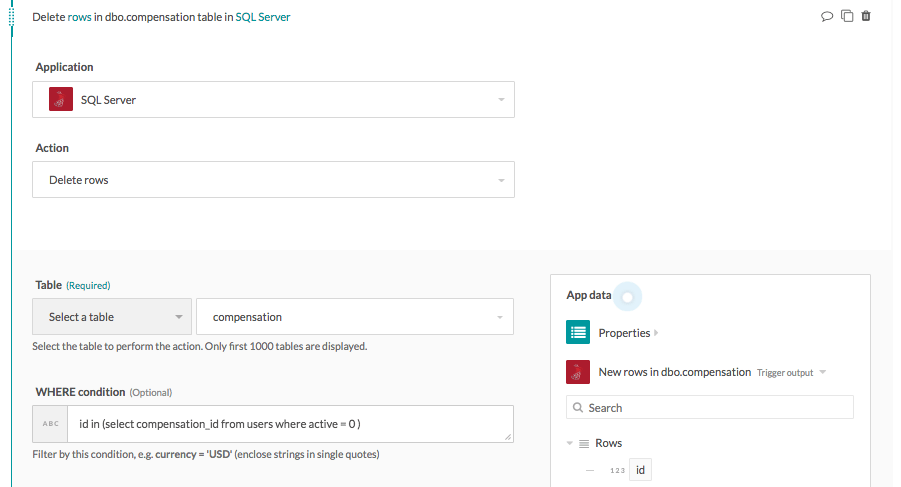 Delete rows in dbo.compensation table in SQL Server
Application
SQL Server
Action
Delete rows
Table (Required)
Select a table
compensation
Select the table to perform the action. Only first 1000 tables are displayed.
WHERE condition (Optional)
ABC
id in (select compensation_id from users where active = 0 )
Filter by this condition, e.g. currency = 'USD' (enclose strings in single quotes)
App data
Properties
New rows in dbo.compensation Trigger output
Search
Rows
123 id